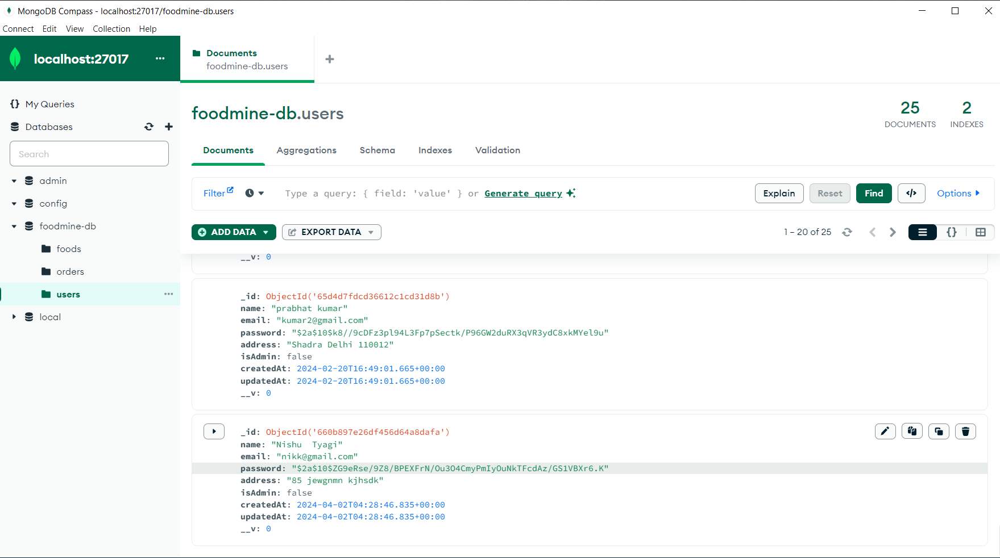 MongoDB Compass - localhost:27017/foodmine-db.users
Connect Edit View Collection Help
localhost:27017 ...
Documents
foodmine-db.users
+
{} My Queries
Databases
Search
admin
config
foodmine-db
foods
orders
users ...
local
foodmine-db.users
25
DOCUMENTS
2
INDEXES
Documents Aggregations Schema Indexes Validation
Filter Type a query: { field: 'value' } or Generate query Explain Reset Find </> Options
ADD DATA EXPORT DATA 1 – 20 of 25 {}
__v: 0
_id: ObjectId('65d4d7fdcd36612c1cd31d8b')
name: "prabhat kumar"
email: "kumar2@gmail.com"
password: "$2a$10$k8//9cDFz3pl94L3Fp7pSectk/P96GW2duRX3qVR3ydC8xkMYel9u"
address: "Shadra Delhi 110012"
isAdmin: false
createdAt: 2024-02-20T16:49:01.665+00:00
updatedAt: 2024-02-20T16:49:01.665+00:00
__v: 0
_id: ObjectId('660b897e26df456d64a8dafa')
name: "Nishu  Tyagi"
email: "nikk@gmail.com"
password: "$2a$10$ZG9eRse/9Z8/BPEXFrN/Ou3O4CmyPmIyOuNkTFcdAz/GS1VBXr6.K"
address: "85 jewgnmn kjhsdk"
isAdmin: false
createdAt: 2024-04-02T04:28:46.835+00:00
updatedAt: 2024-04-02T04:28:46.835+00:00
__v: 0